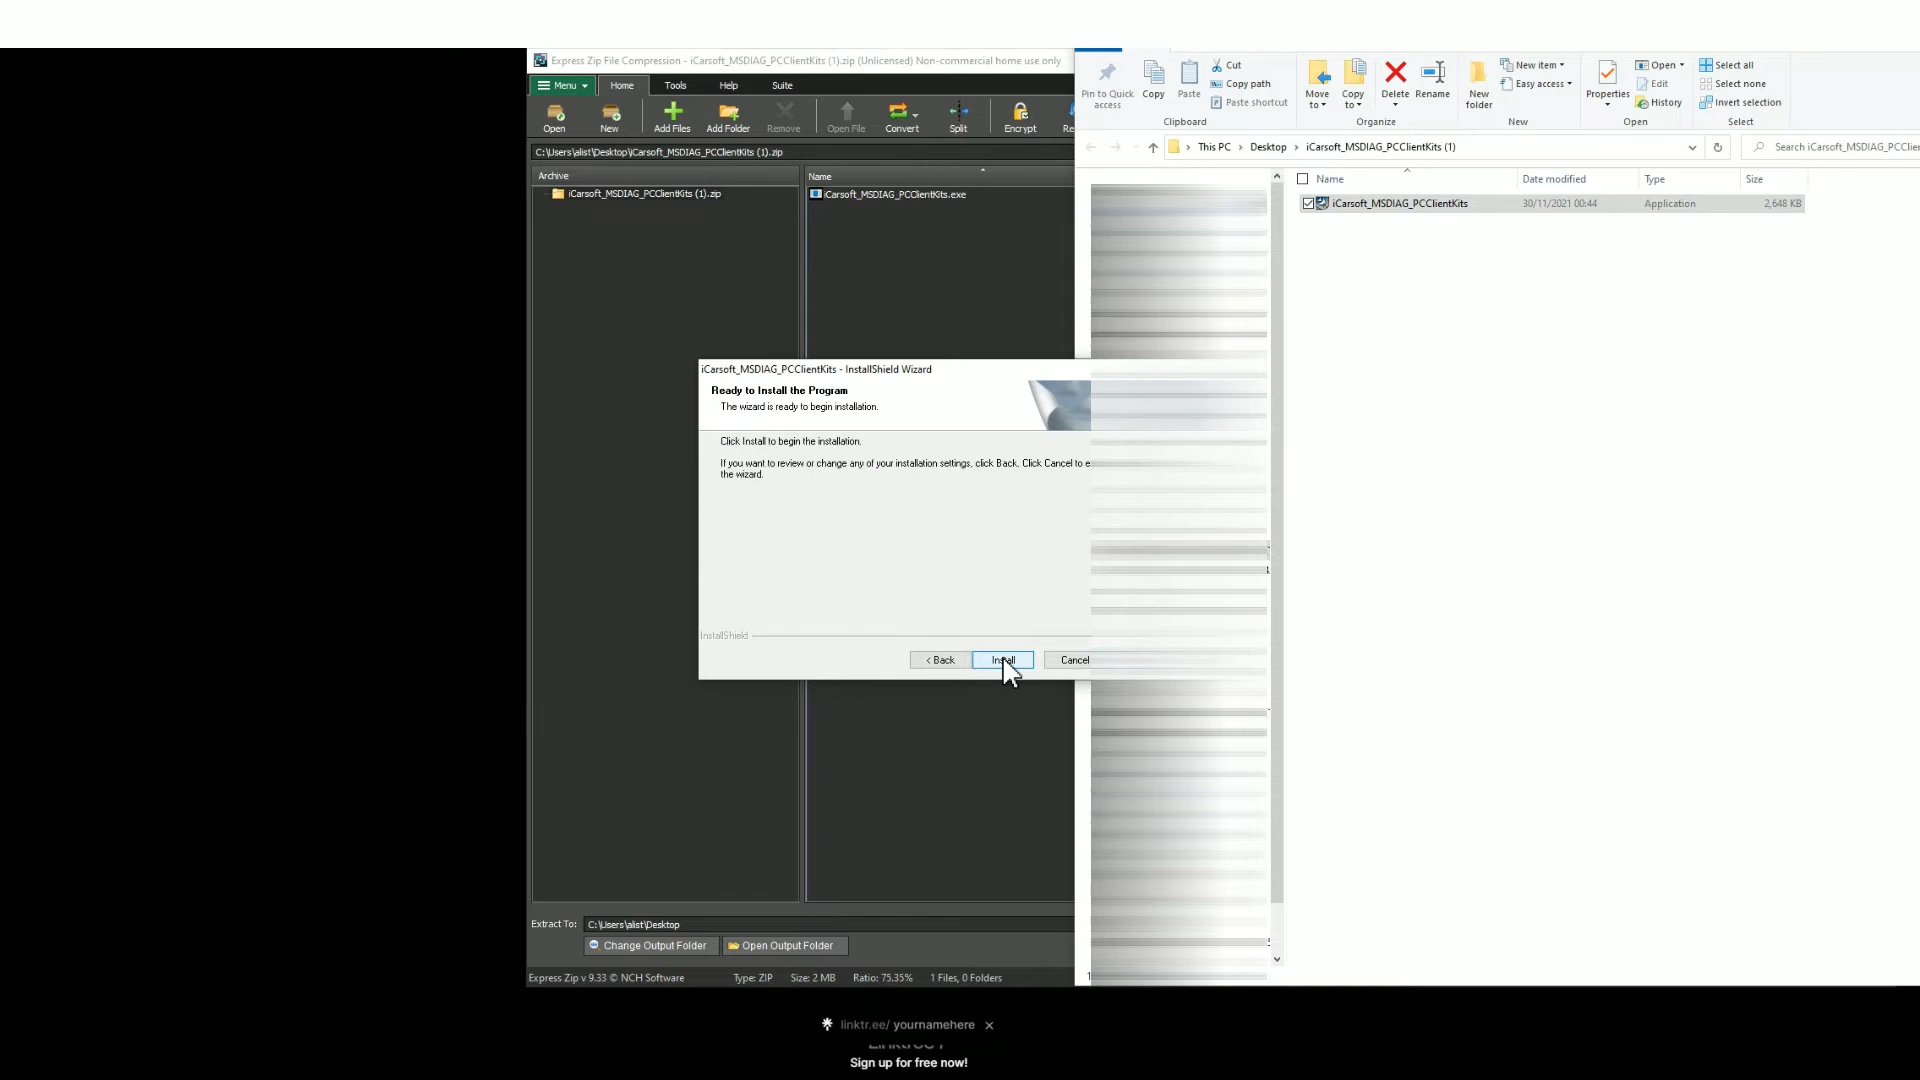 Express Zip File Compression - iCarsoft_MSDIAG_PCClientKits (1).zip (Unlicensed) Non-commercial home use only
Menu Home Tools Help Suite
Open New Add Files Add Folder Remove Open File Convert Split Encrypt
C:\Users\alist\Desktop\iCarsoft_MSDIAG_PCClientKits (1).zip
Archive
iCarsoft_MSDIAG_PCClientKits (1).zip
Name
iCarsoft_MSDIAG_PCClientKits.exe
Pin to Quick access
Copy
Paste
Cut
Copy path
Paste shortcut
Clipboard
Move to
Copy to
Delete
Rename
Organize
New folder
New item
Easy access
New
Properties
Open
Edit
History
Open
Select all
Select none
Invert selection
Select
This PC > Desktop > iCarsoft_MSDIAG_PCClientKits (1)
Search iCarsoft_MSDIAG_PCClie
Name Date modified Type Size
iCarsoft_MSDIAG_PCClientKits 30/11/2021 00:44 Application 2,648 KB
iCarsoft_MSDIAG_PCClientKits - InstallShield Wizard
Ready to Install the Program
The wizard is ready to begin installation.
Click Install to begin the installation.
If you want to review or change any of your installation settings, click Back. Click Cancel to e
the wizard.
InstallShield
< Back Install Cancel
Extract To: C:\Users\alist\Desktop
Change Output Folder Open Output Folder
Express Zip v 9.33 © NCH Software Type: ZIP Size: 2 MB Ratio: 75.35% 1 Files, 0 Folders
linktr.ee/ yournamehere ×
Sign up for free now!